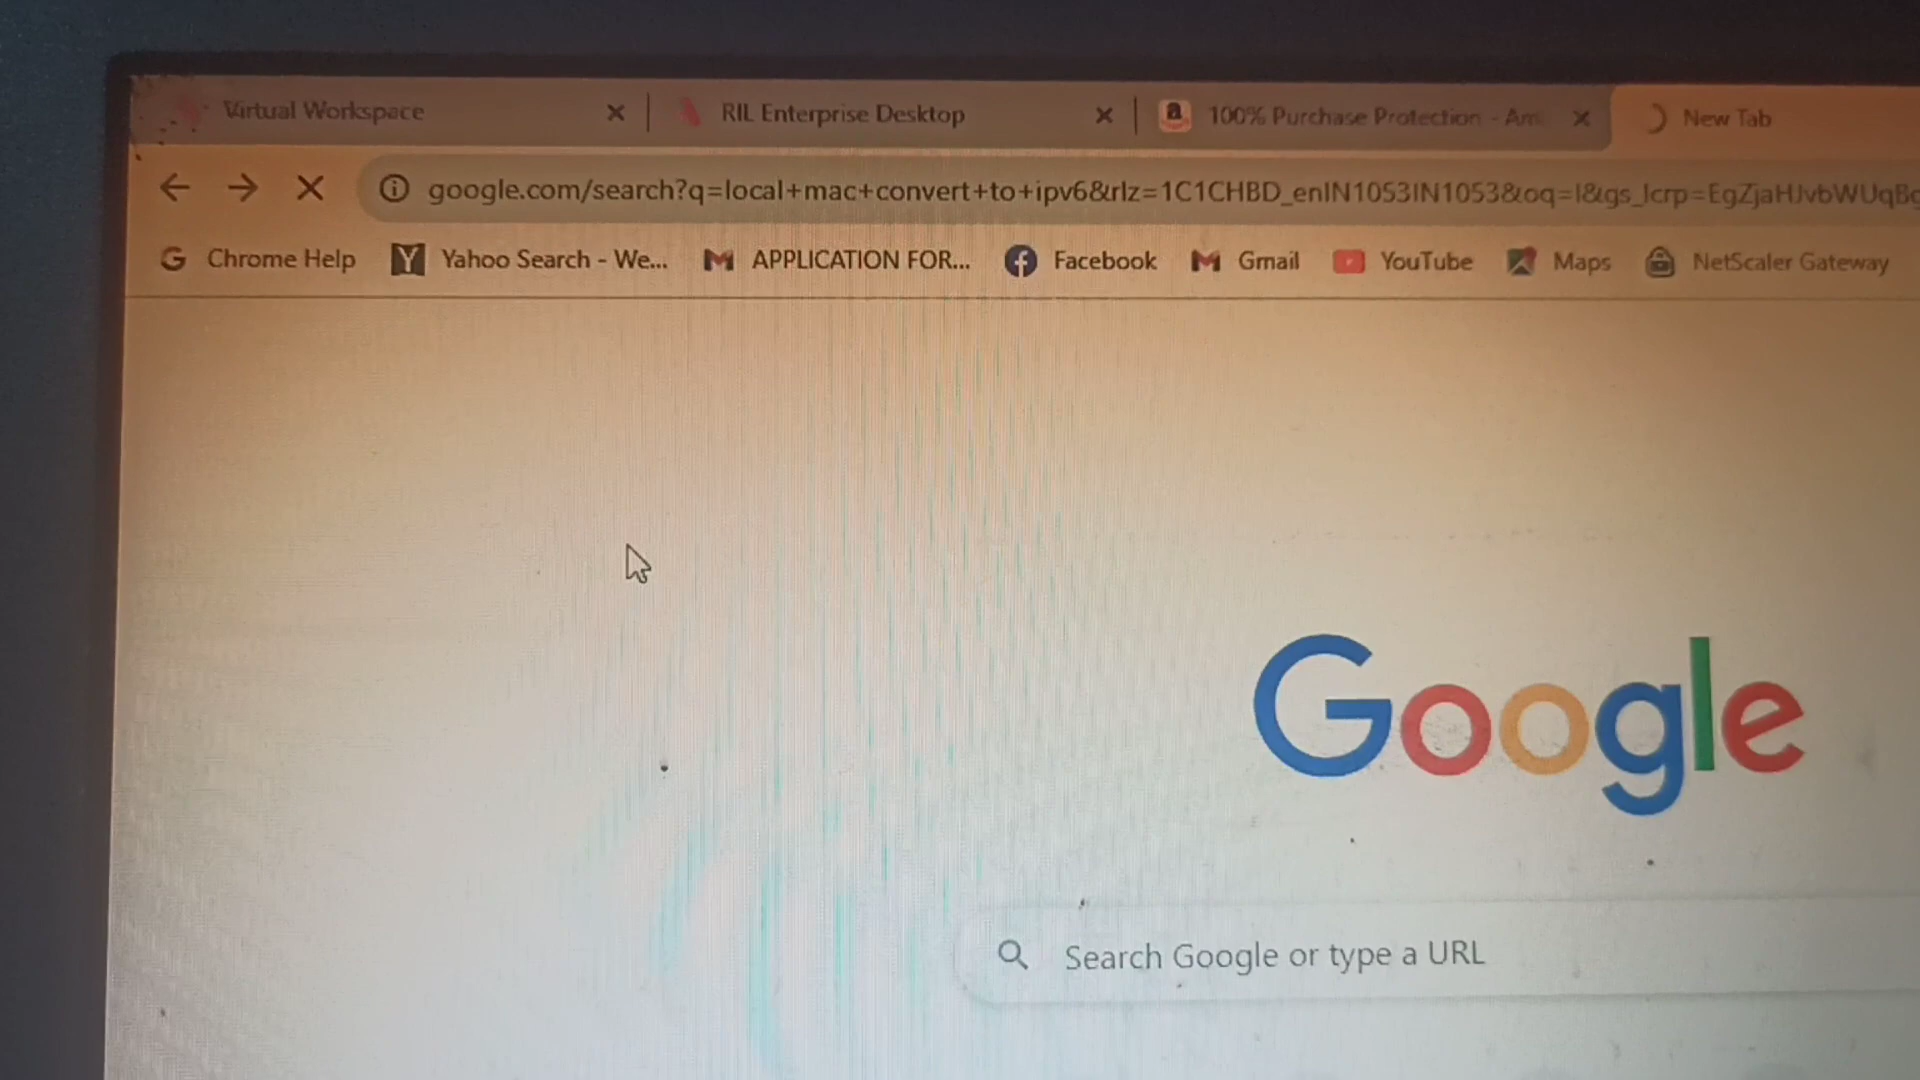 Virtual Workspace RIL Enterprise Desktop 100% Purchase Protection - Am New Tab
google.com/search?q=local+mac+convert+to+ipv6&rlz=1C1CHBD_enIN1053IN1053&oq=l&gs_lcrp=EgZjaHJvbWUqBg
Chrome Help Yahoo Search - We... APPLICATION FOR... Facebook Gmail YouTube Maps NetScaler Gateway
Google
Search Google or type a URL